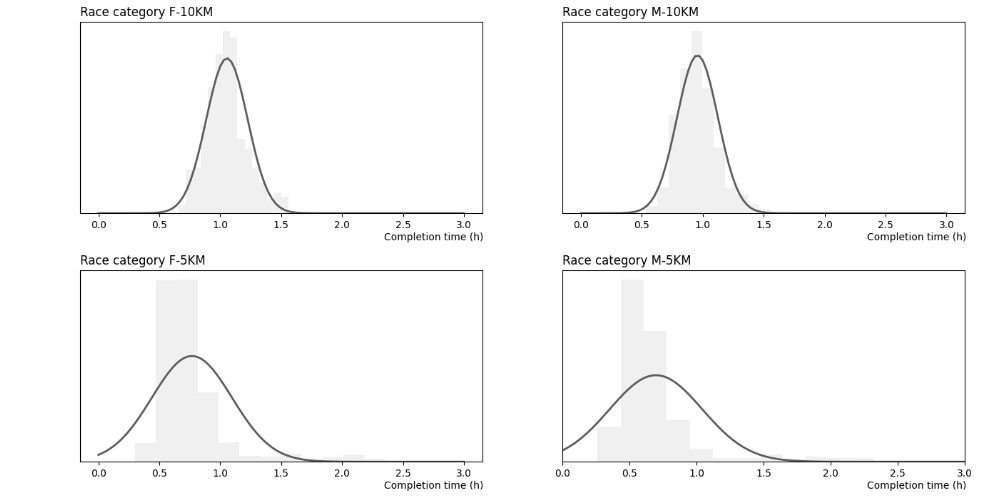 Race category F-10KM
0.0 0.5 1.0 1.5 2.0 2.5 3.0
Completion time (h)
Race category M-10KM
0.0 0.5 1.0 1.5 2.0 2.5 3.0
Completion time (h)
Race category F-5KM
0.0 0.5 1.0 1.5 2.0 2.5 3.0
Completion time (h)
Race category M-5KM
0.0 0.5 1.0 1.5 2.0 2.5 3.0
Completion time (h)